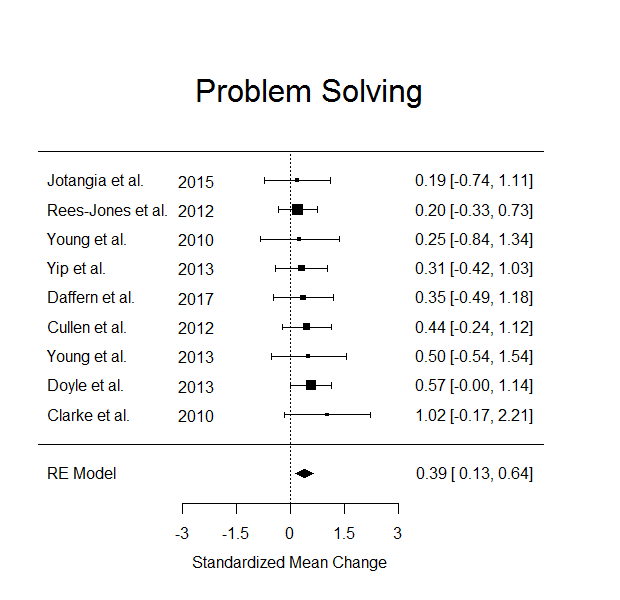 Problem Solving
Jotangia et al. 2015 0.19 [-0.74, 1.11]
Rees-Jones et al. 2012 0.20 [-0.33, 0.73]
Young et al. 2010 0.25 [-0.84, 1.34]
Yip et al. 2013 0.31 [-0.42, 1.03]
Daffern et al. 2017 0.35 [-0.49, 1.18]
Cullen et al. 2012 0.44 [-0.24, 1.12]
Young et al. 2013 0.50 [-0.54, 1.54]
Doyle et al. 2013 0.57 [-0.00, 1.14]
Clarke et al. 2010 1.02 [-0.17, 2.21]
RE Model 0.39 [ 0.13, 0.64]
-3 -1.5 0 1.5 3
Standardized Mean Change